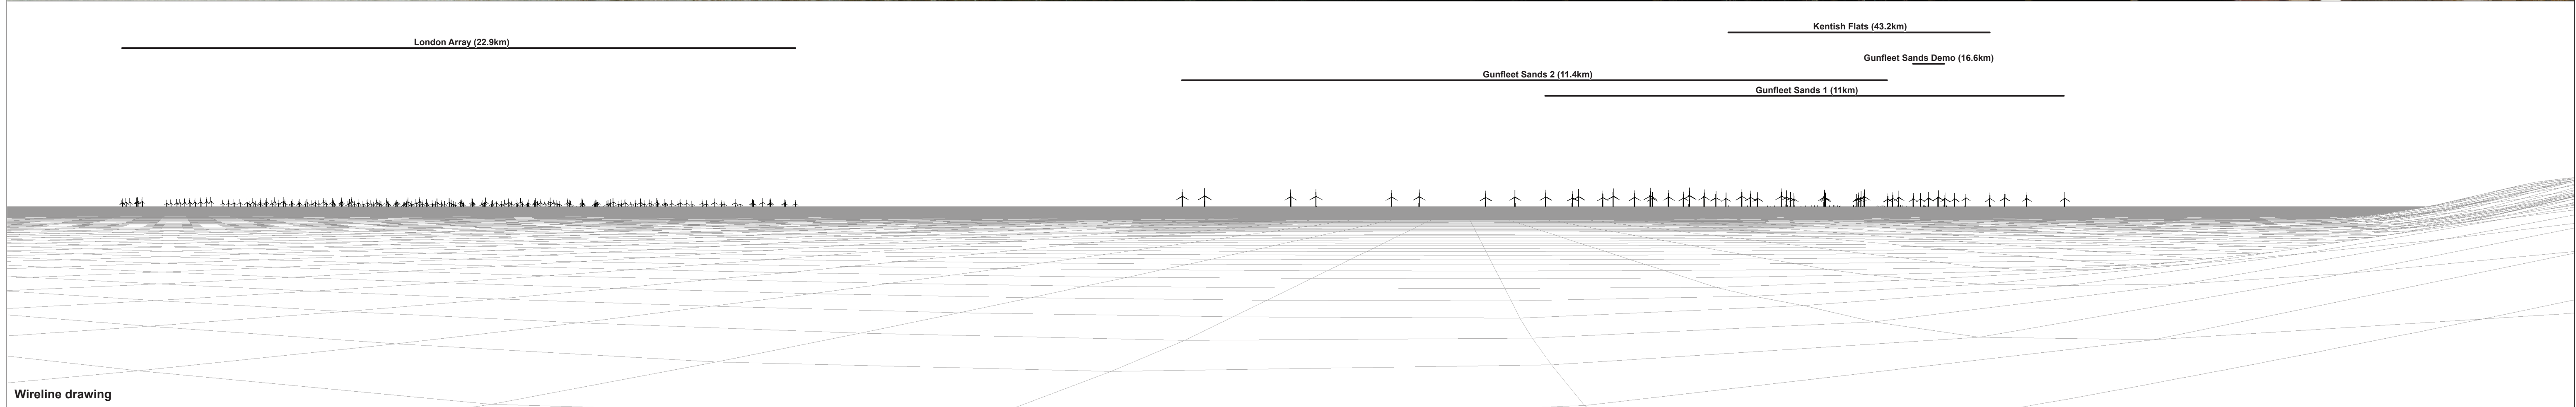 Kentish Flats (43.2km)
London Array (22.9km)
Gunfleet Sands Demo (16.6km)
Gunfleet Sands 2 (11.4km)
Gunfleet Sands 1 (11km)
Wireline drawing